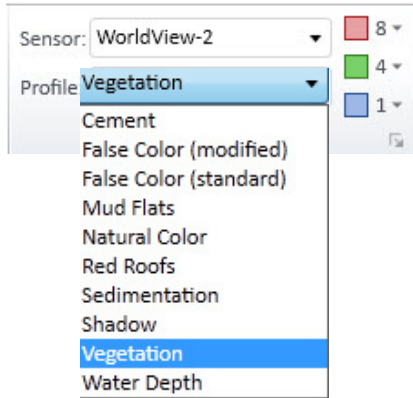 Sensor: WorldView-2 8
4
Profile Vegetation
1
Cement
False Color (modified)
False Color (standard)
Mud Flats
Natural Color
Red Roofs
Sedimentation
Shadow
Vegetation
Water Depth